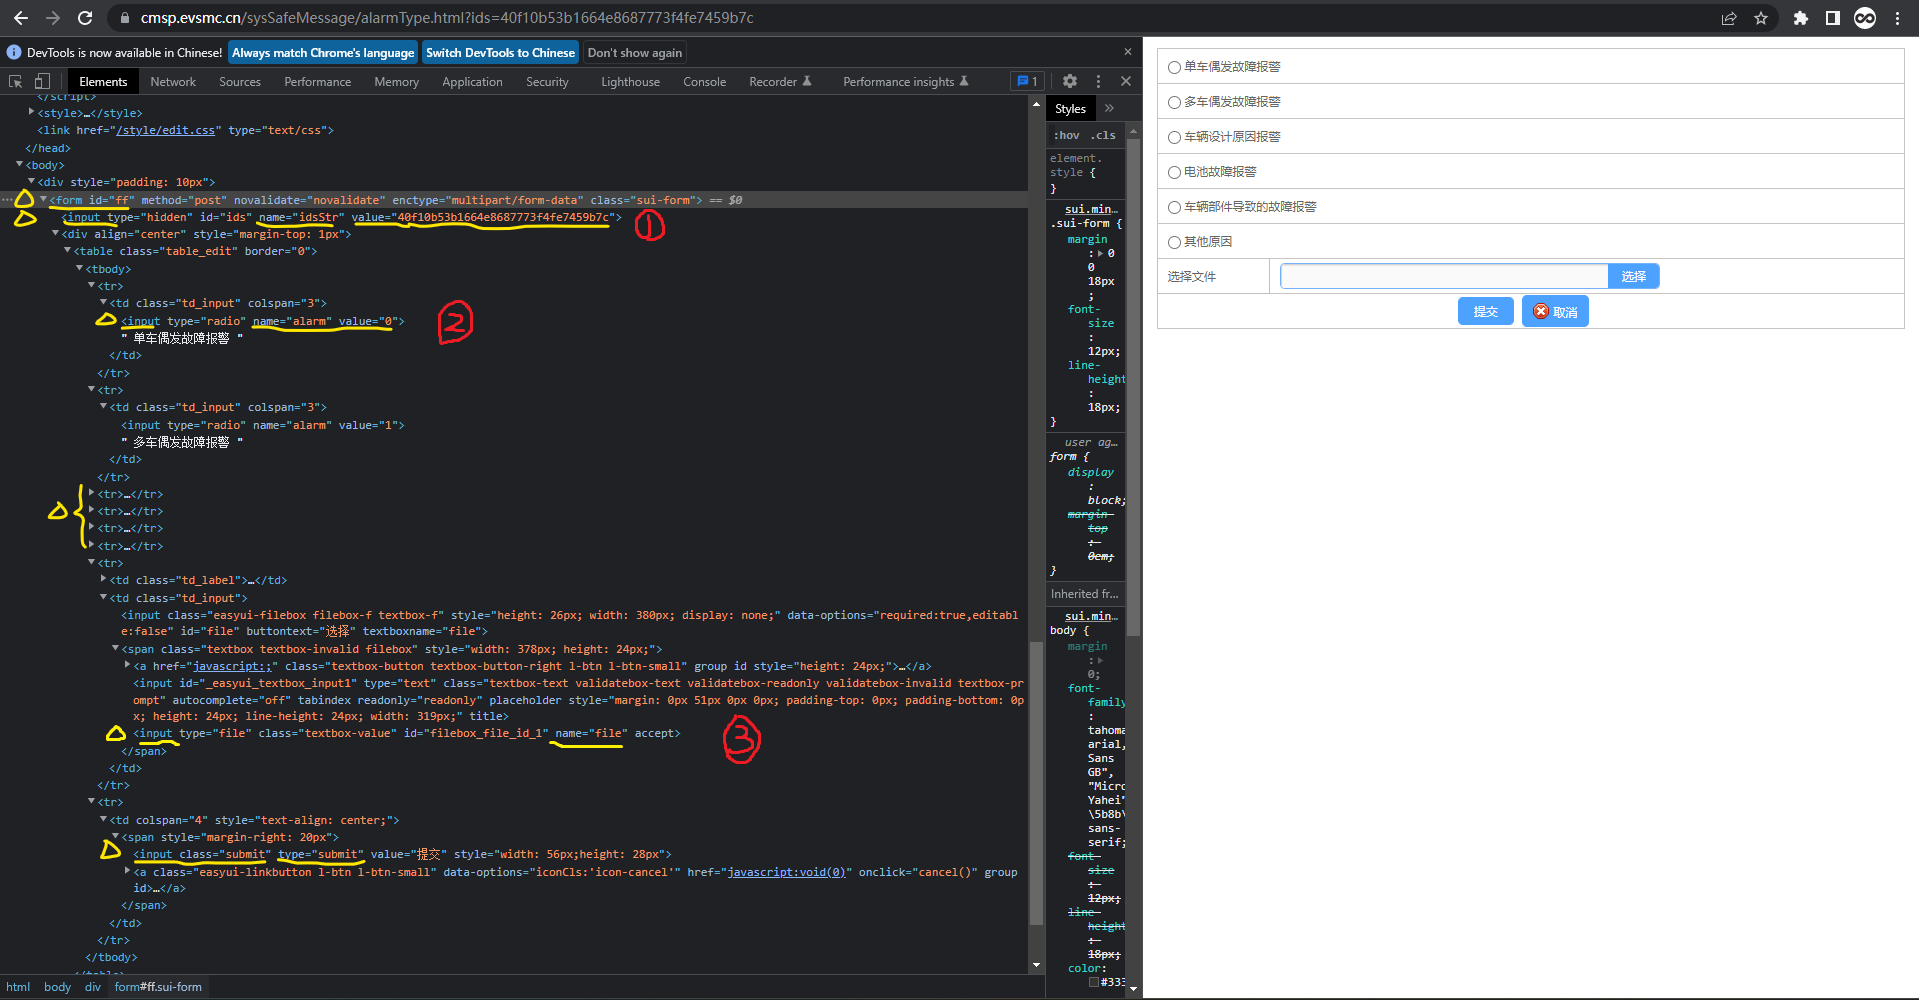 cmsp.evsmc.cn/sysSafeMessage/alarmType.html?ids=40f10b53b1664e8687773f4fe7459b7c
DevTools is now available in Chinese! Always match Chrome's language Switch DevTools to Chinese Don't show again
Elements Network Sources Performance Memory Application Security Lighthouse Console Recorder Performance insights 1
</script>
<style>…</style>
<link href="/style/edit.css" type="text/css">
</head>
<body>
<div style="padding: 10px">
<form id="ff" method="post" novalidate="novalidate" enctype="multipart/form-data" class="sui-form"> == $0
<input type="hidden" id="ids" name="idsStr" value="40f10b53b1664e8687773f4fe7459b7c">
①
<div align="center" style="margin-top: 1px">
<table class="table_edit" border="0">
<tbody>
<tr>
<td class="td_input" colspan="3">
<input type="radio" name="alarm" value="0">
②
" 单车偶发故障报警 "
</td>
</tr>
<tr>
<td class="td_input" colspan="3">
<input type="radio" name="alarm" value="1">
" 多车偶发故障报警 "
</td>
</tr>
<tr>…</tr>
<tr>…</tr>
<tr>…</tr>
<tr>…</tr>
<tr>
<td class="td_label">…</td>
<td class="td_input">
<input class="easyui-filebox filebox-f textbox-f" style="height: 26px; width: 380px; display: none;" data-options="required:true,editabl
e:false" id="file" buttontext="选择" textboxname="file">
<span class="textbox textbox-invalid filebox" style="width: 378px; height: 24px;">
<a href="javascript:;" class="textbox-button textbox-button-right l-btn l-btn-small" group id style="height: 24px;">…</a>
<input id="_easyui_textbox_input1" type="text" class="textbox-text validatebox-text validatebox-readonly validatebox-invalid textbox-pr
ompt" autocomplete="off" tabindex readonly="readonly" placeholder style="margin: 0px 51px 0px 0px; padding-top: 0px; padding-bottom: 0p
x; height: 24px; line-height: 24px; width: 319px;" title>
<input type="file" class="textbox-value" id="filebox_file_id_1" name="file" accept>
③
</span>
</td>
</tr>
<tr>
<td colspan="4" style="text-align: center;">
<span style="margin-right: 20px">
<input class="submit" type="submit" value="提交" style="width: 56px;height: 28px">
<a class="easyui-linkbutton l-btn l-btn-small" data-options="iconCls:'icon-cancel'" href="javascript:void(0)" onclick="cancel()" group
id>…</a>
</span>
</td>
</tr>
</tbody>
</table>
html body div form#ff.sui-form
Styles
:hov .cls
element.
style {
}
sui.min…
.sui-form {
margin
: 0
0
18px
;
font-
size
:
12px;
line-
height
:
18px;
}
user ag…
form {
display
:
block;
margin-
top
:
0em;
}
Inherited fr…
sui.min…
body {
margin
:
0;
font-
family
:
tahoma
arial,
Sans
GB",
"Micro
Yahei"
\5b8b\
sans-
serif;
font-
size
:
12px;
line-
height
:
18px;
color:
#333
单车偶发故障报警
多车偶发故障报警
车辆设计原因报警
电池故障报警
车辆部件导致的故障报警
其他原因
选择文件 选择
提交 取消